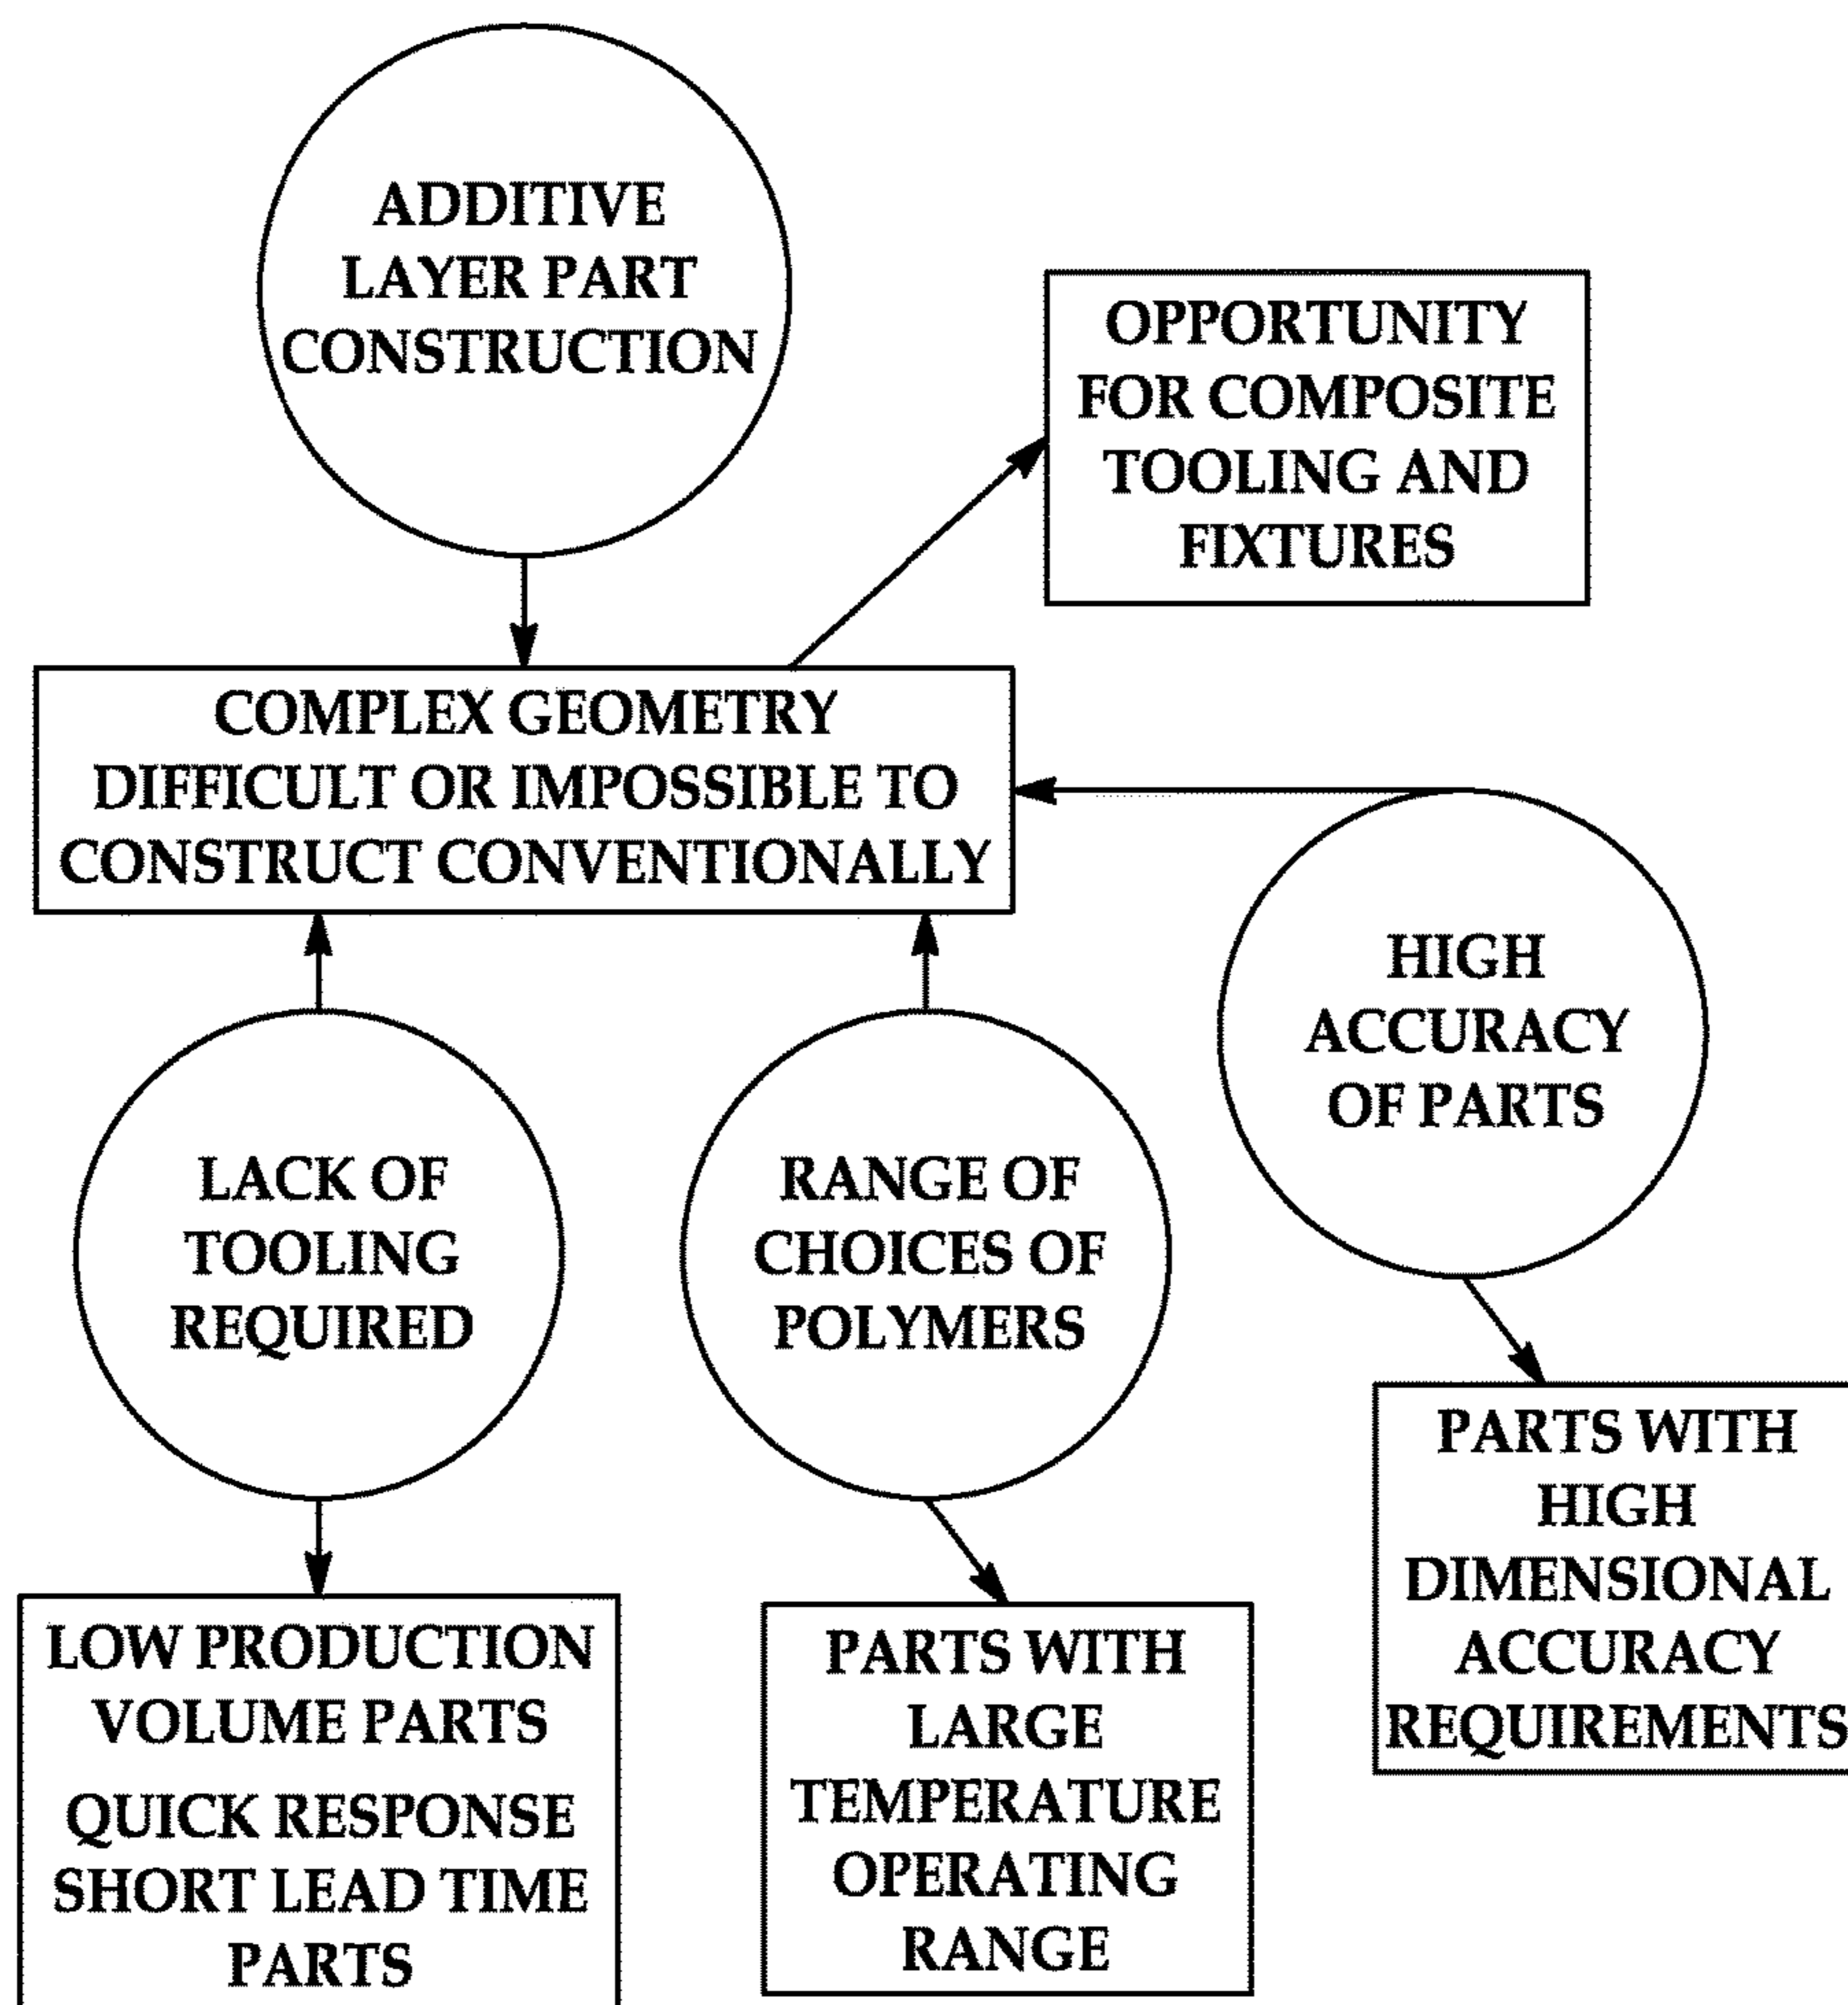 ADDITIVE
LAYER PART
CONSTRUCTION
OPPORTUNITY
FOR COMPOSITE
TOOLING AND
FIXTURES
COMPLEX GEOMETRY
DIFFICULT OR IMPOSSIBLE TO
CONSTRUCT CONVENTIONALLY
HIGH
ACCURACY
OF PARTS
LACK OF
TOOLING
REQUIRED
RANGE OF
CHOICES OF
POLYMERS
PARTS WITH
HIGH
DIMENSIONAL
ACCURACY
REQUIREMENTS
LOW PRODUCTION
VOLUME PARTS
QUICK RESPONSE
SHORT LEAD TIME
PARTS
PARTS WITH
LARGE
TEMPERATURE
OPERATING
RANGE